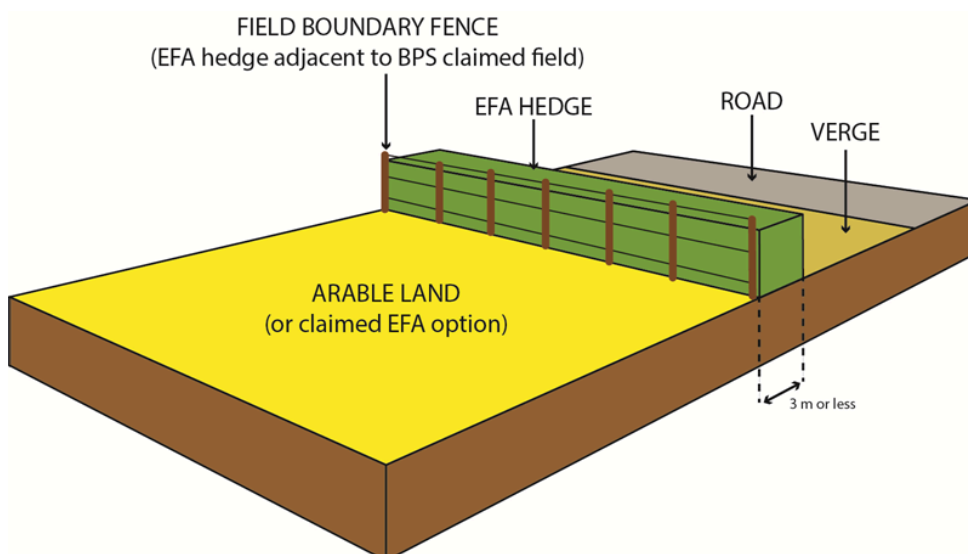 FIELD BOUNDARY FENCE
(EFA hedge adjacent to BPS claimed field)
EFA HEDGE
ROAD
VERGE
ARABLE LAND
(or claimed EFA option)
3 m or less